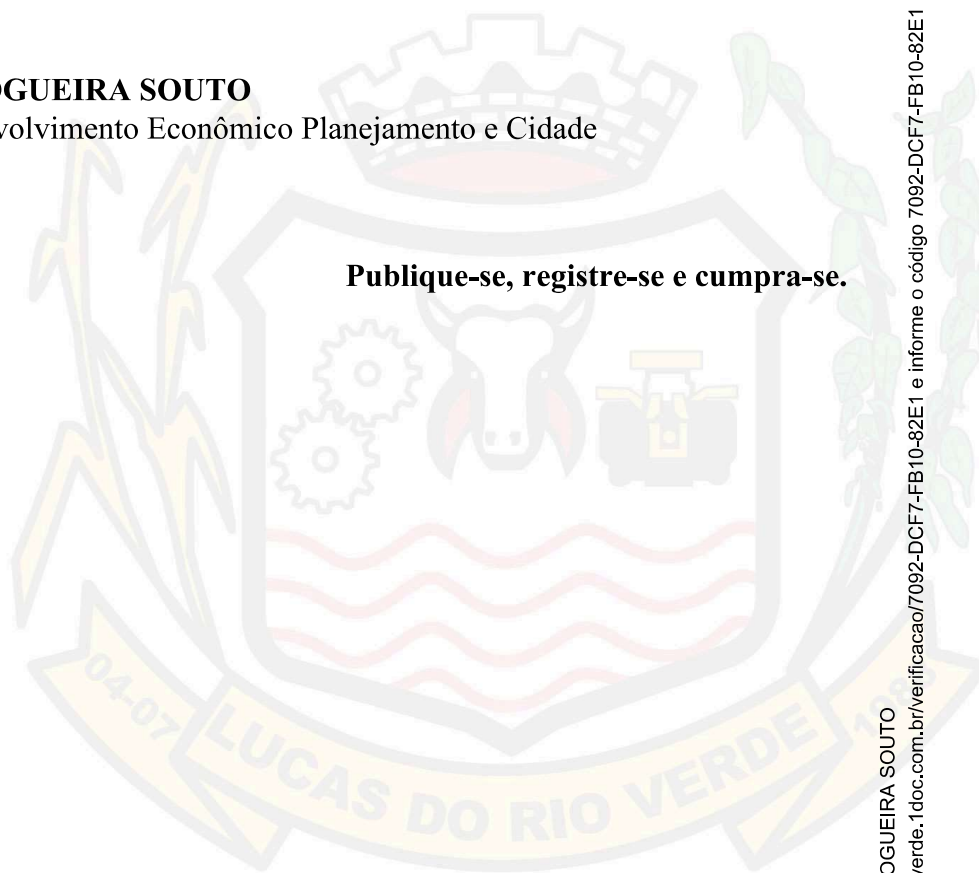 OGUEIRA SOUTO
volvimento Econômico Planejamento e Cidade
Publique-se, registre-se e cumpra-se.
04-07 LUCAS DO RIO VERDE 1988
OGUEIRA SOUTO
verde.1doc.com.br/verificacao/7092-DCF7-FB10-82E1 e informe o código 7092-DCF7-FB10-82E1